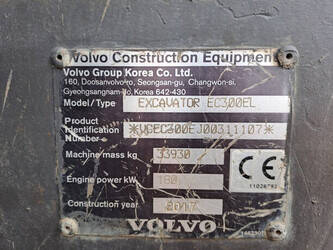 Volvo Construction Equipment
Volvo Group Korea Co. Ltd.
160, Doosanvolvo-ro, Seongsan-gu, Changwon-si,
Gyeongsangnam-do, Korea 642-430
Model / Type EXCAVATOR EC300EL
Product
Identification *VCEC300EJ00311107*
Number
Machine mass kg 33930
Engine power kW 180
CE
Construction year 2017
VOLVO